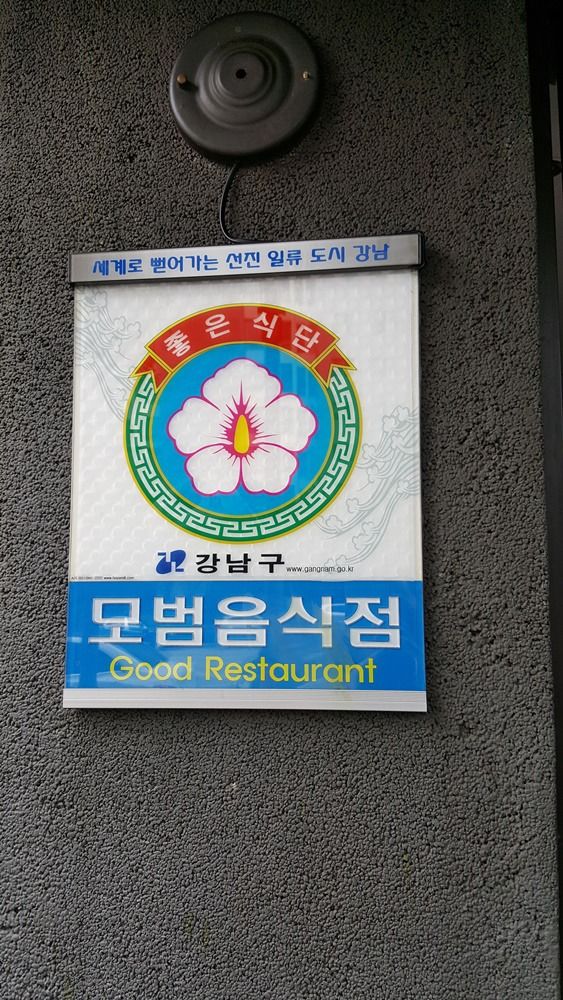 세계로 뻗어가는 선진 일류 도시 강남
좋은식단
강남구 www.gangnam.go.kr
모범음식점
Good Restaurant